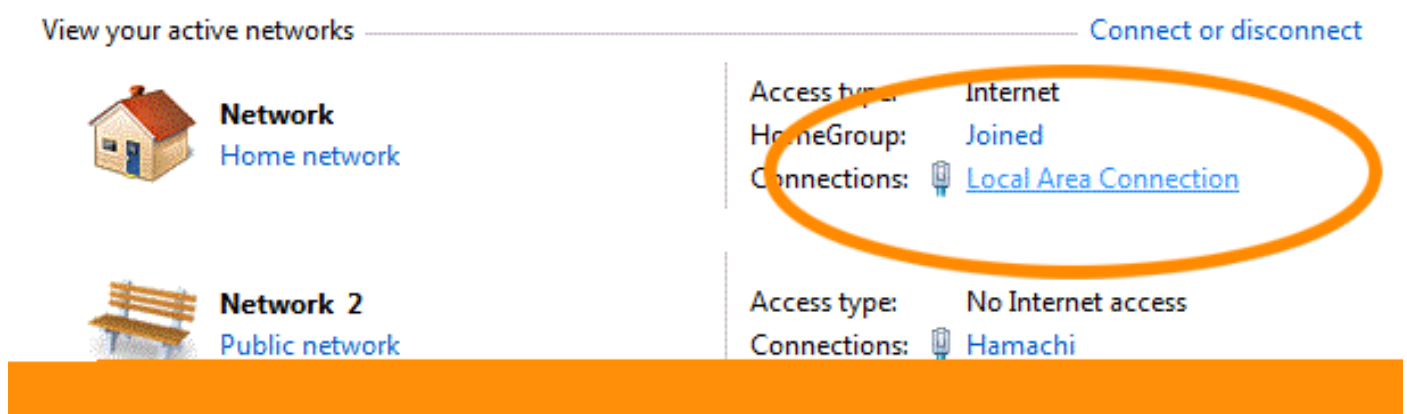 View your active networks Connect or disconnect
Network
Home network
Access type: Internet
HomeGroup: Joined
Connections: Local Area Connection
Network 2
Public network
Access type: No Internet access
Connections: Hamachi